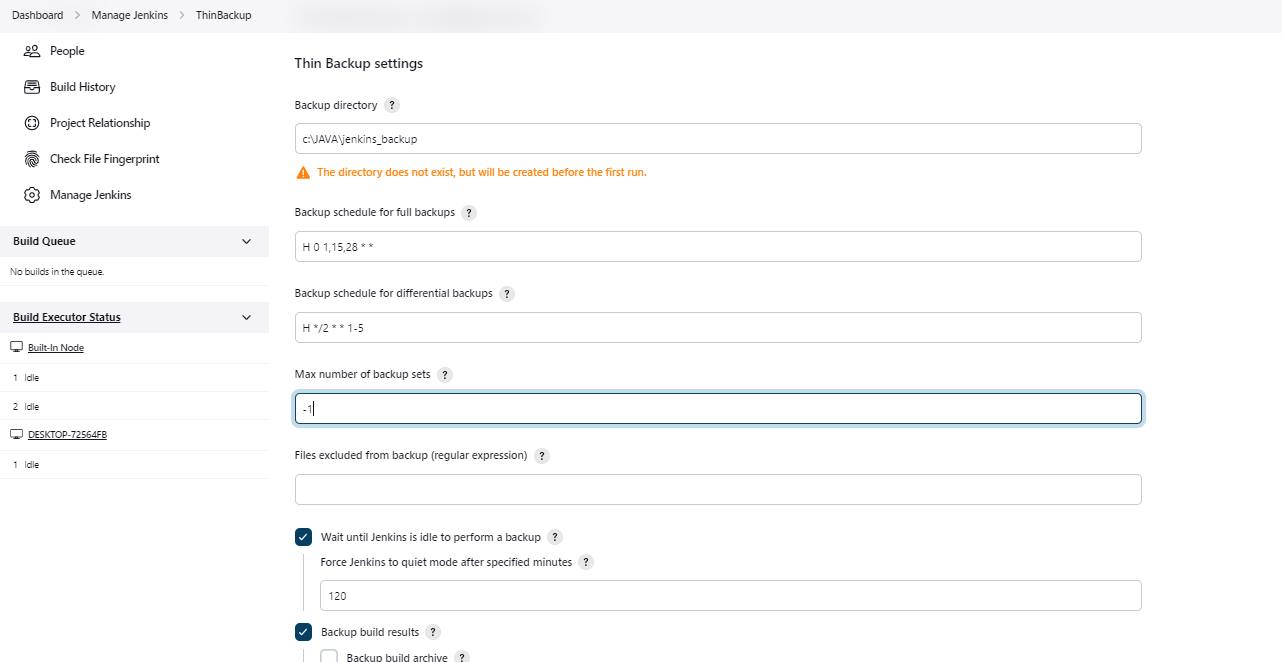 Dashboard > Manage Jenkins > ThinBackup
People
Build History
Project Relationship
Check File Fingerprint
Manage Jenkins
Build Queue
No builds in the queue.
Build Executor Status
Built-In Node
1 Idle
2 Idle
DESKTOP-72564FB
1 Idle
Thin Backup settings
Backup directory ?
c:\JAVA\jenkins_backup
The directory does not exist, but will be created before the first run.
Backup schedule for full backups ?
H 0 1,15,28 * *
Backup schedule for differential backups ?
H */2 * * 1-5
Max number of backup sets ?
-1
Files excluded from backup (regular expression) ?
Wait until Jenkins is idle to perform a backup ?
Force Jenkins to quiet mode after specified minutes ?
120
Backup build results ?
Backup build archive ?